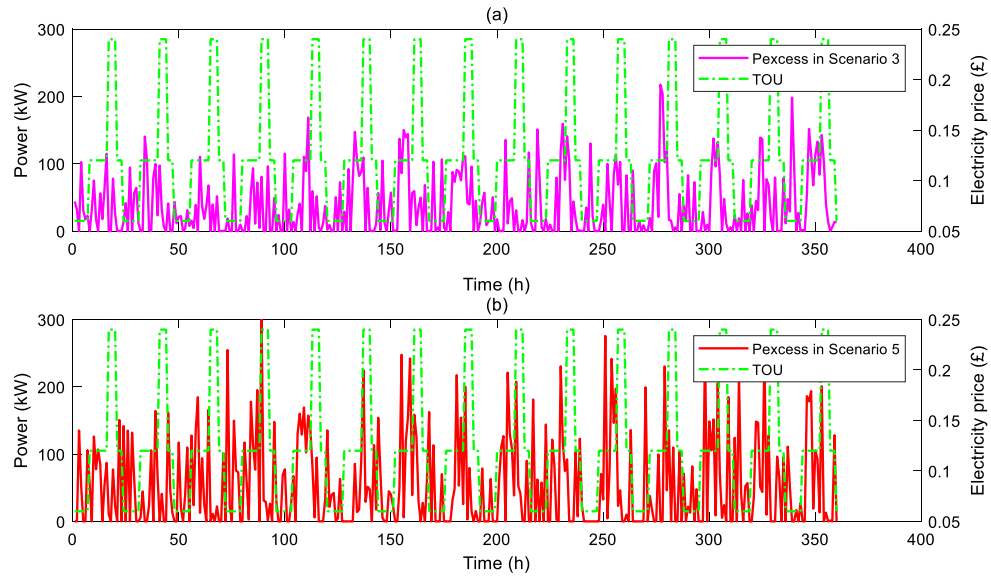 (a)
300
200
100
0
Power (kW)
0.25
0.2
0.15
0.1
0.05
Electricity price (£)
Pexcess in Scenario 3
TOU
0 50 100 150 200 250 300 350 400
Time (h)
(b)
300
200
100
0
Power (kW)
0.25
0.2
0.15
0.1
0.05
Electricity price (£)
Pexcess in Scenario 5
TOU
0 50 100 150 200 250 300 350 400
Time (h)